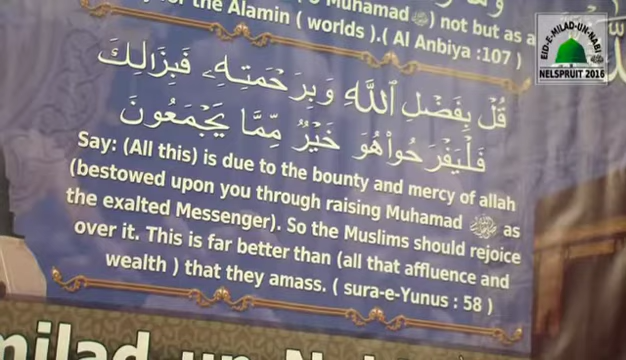 Muhamad ﷺ) not but as a
for the Alamin ( worlds ).( Al Anbiya :107 )
قُلْ بِفَضْلِ اللَّهِ وَبِرَحْمَتِهِ فَبِذَٰلِكَ
فَلْيَفْرَحُوا هُوَ خَيْرٌ مِّمَّا يَجْمَعُونَ
Say: (All this) is due to the bounty and mercy of allah
(bestowed upon you through raising Muhamad ﷺ as
the exalted Messenger). So the Muslims should rejoice
over it. This is far better than (all that affluence and
wealth ) that they amass. ( sura-e-Yunus : 58 )
milad un
EID-E-MILAD-UN-NABI
NELSPRUIT 2016